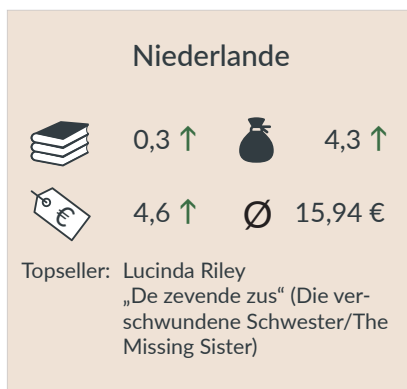 Niederlande
0,3 ↑ 4,3 ↑
€ 4,6 ↑ Ø 15,94 €
Topseller: Lucinda Riley
„De zevende zus“ (Die ver-
schwundene Schwester/The
Missing Sister)